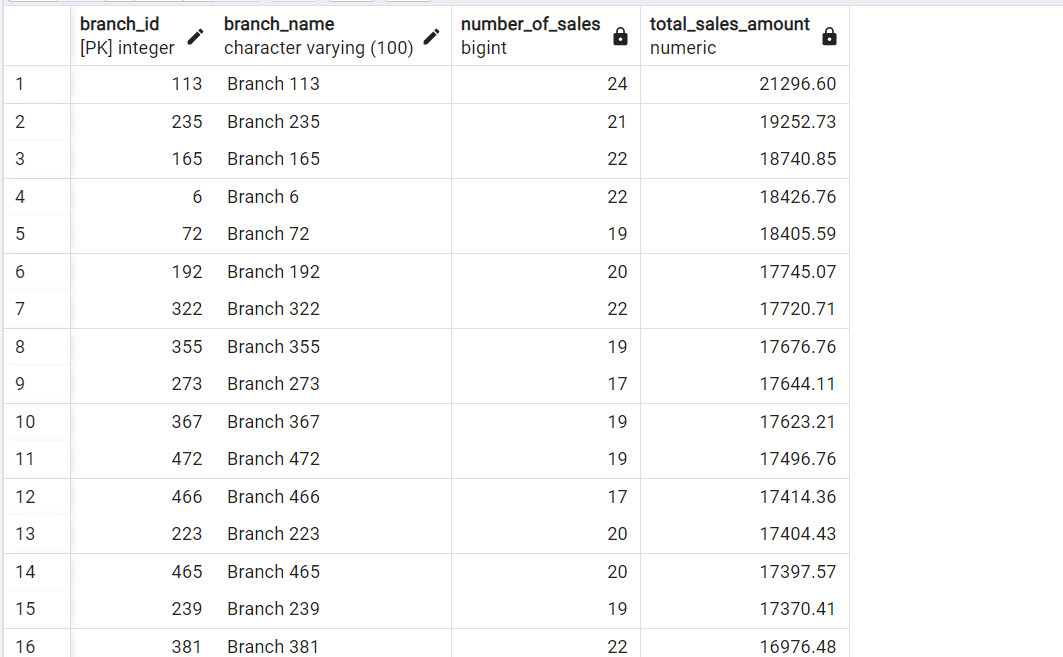 branch_id branch_name number_of_sales total_sales_amount
[PK] integer character varying (100) bigint numeric
1 113 Branch 113 24 21296.60
2 235 Branch 235 21 19252.73
3 165 Branch 165 22 18740.85
4 6 Branch 6 22 18426.76
5 72 Branch 72 19 18405.59
6 192 Branch 192 20 17745.07
7 322 Branch 322 22 17720.71
8 355 Branch 355 19 17676.76
9 273 Branch 273 17 17644.11
10 367 Branch 367 19 17623.21
11 472 Branch 472 19 17496.76
12 466 Branch 466 17 17414.36
13 223 Branch 223 20 17404.43
14 465 Branch 465 20 17397.57
15 239 Branch 239 19 17370.41
16 381 Branch 381 22 16976.48